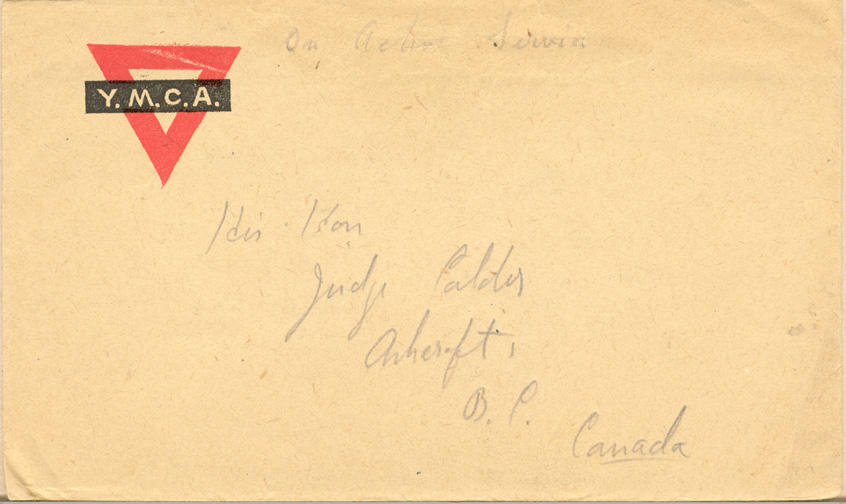 On Active Service
Y.M.C.A.
His Hon
Judge Calder
Ashcroft,
B.C.
Canada